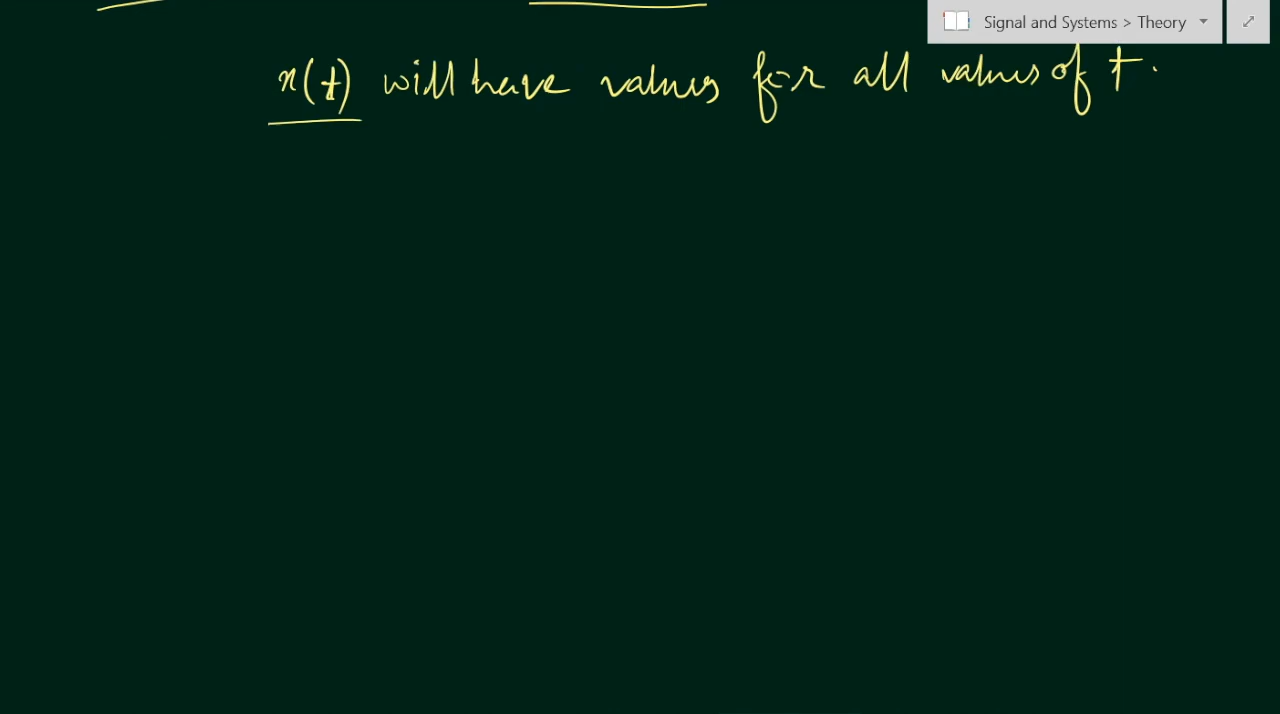 Signal and Systems > Theory
x(t) will have values for all values of t.